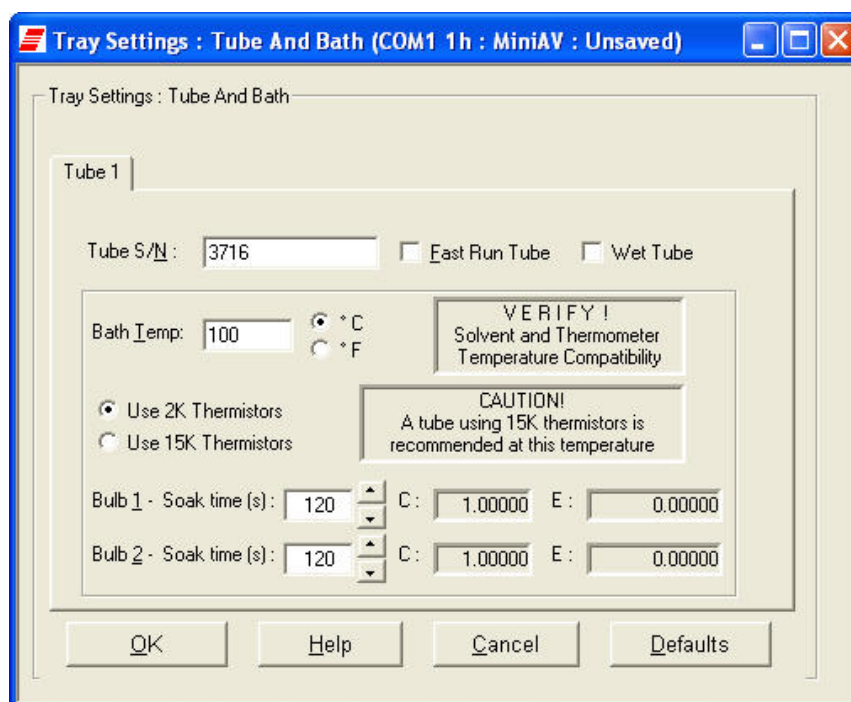 Tray Settings : Tube And Bath (COM1 1h : MiniAV : Unsaved)
Tray Settings : Tube And Bath
Tube 1
Tube S/N : 3716 Fast Run Tube Wet Tube
Bath Temp: 100 ° C
° F
VERIFY !
Solvent and Thermometer
Temperature Compatibility
Use 2K Thermistors
Use 15K Thermistors
CAUTION!
A tube using 15K thermistors is
recommended at this temperature
Bulb 1 - Soak time (s) : 120 C : 1.00000 E : 0.00000
Bulb 2 - Soak time (s) : 120 C : 1.00000 E : 0.00000
OK Help Cancel Defaults